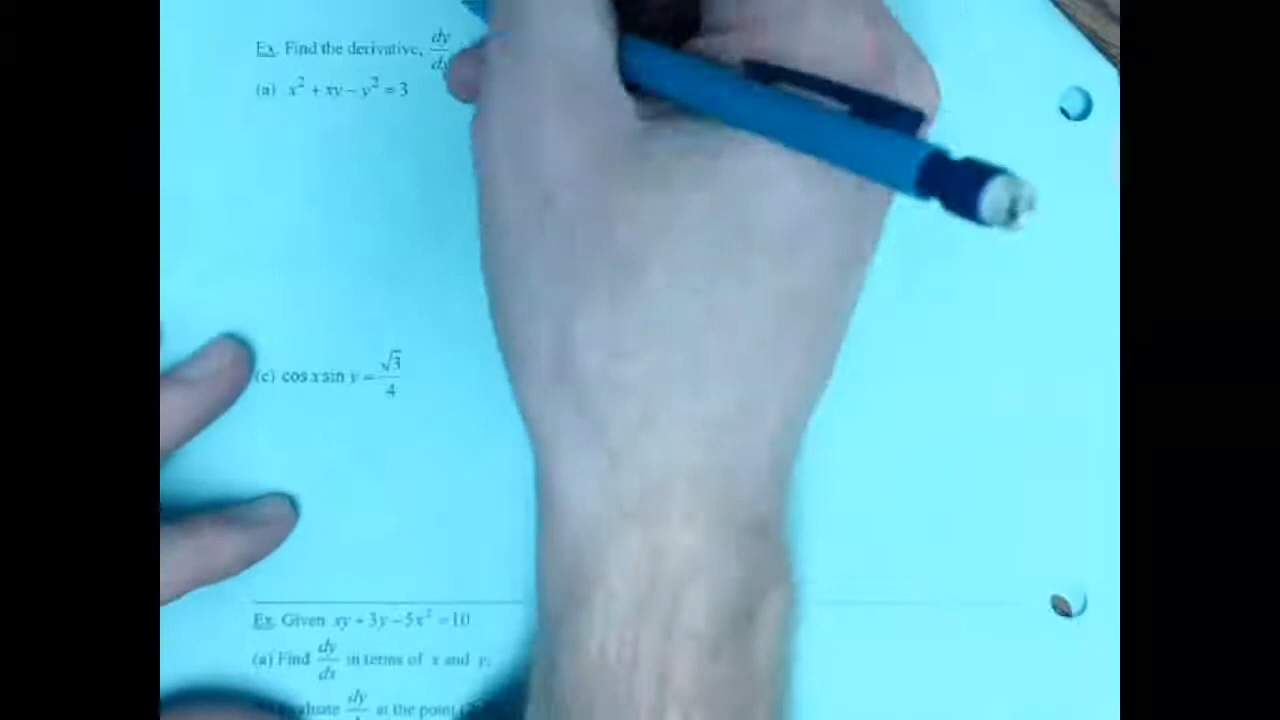 Ex. Find the derivative, dy/dx
(a) x² + xy − y² = 3
(c) cos x sin y = √3/4
Ex. Given xy + 3y − 5x² = 10
(a) Find dy/dx in terms of x and y.
dy at the point